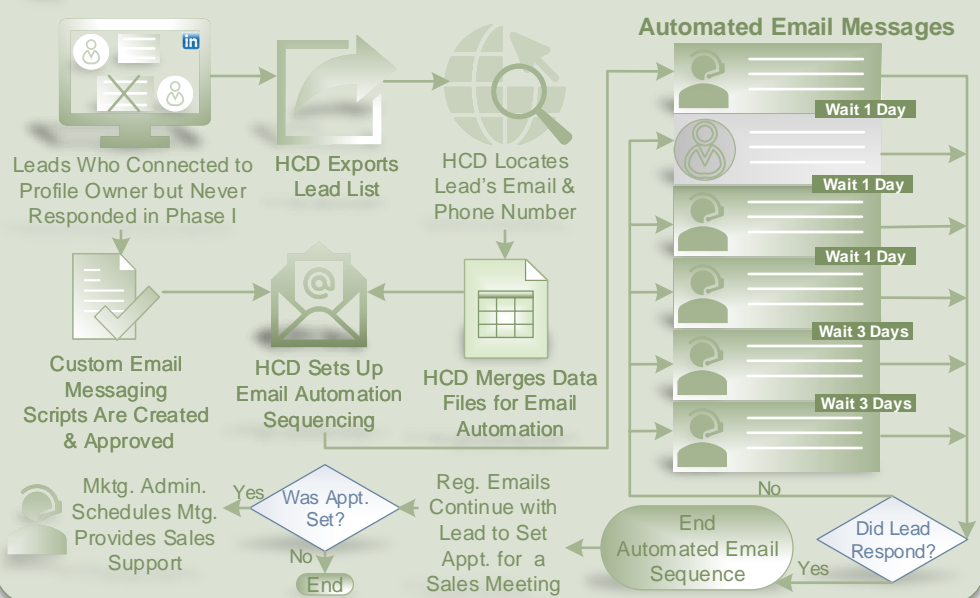 Automated Email Messages
in
Leads Who Connected to
Profile Owner but Never
Responded in Phase I
HCD Exports
Lead List
HCD Locates
Lead's Email &
Phone Number
Wait 1 Day
Wait 1 Day
Wait 1 Day
Wait 3 Days
Wait 3 Days
@
Custom Email
Messaging
Scripts Are Created
& Approved
HCD Sets Up
Email Automation
Sequencing
HCD Merges Data
Files for Email
Automation
Mktg. Admin.
Schedules Mtg.
Provides Sales
Support
Yes
Was Appt.
Set?
No
End
Reg. Emails
Continue with
Lead to Set
Appt. for a
Sales Meeting
End
Automated Email
Sequence
No
Did Lead
Respond?
Yes